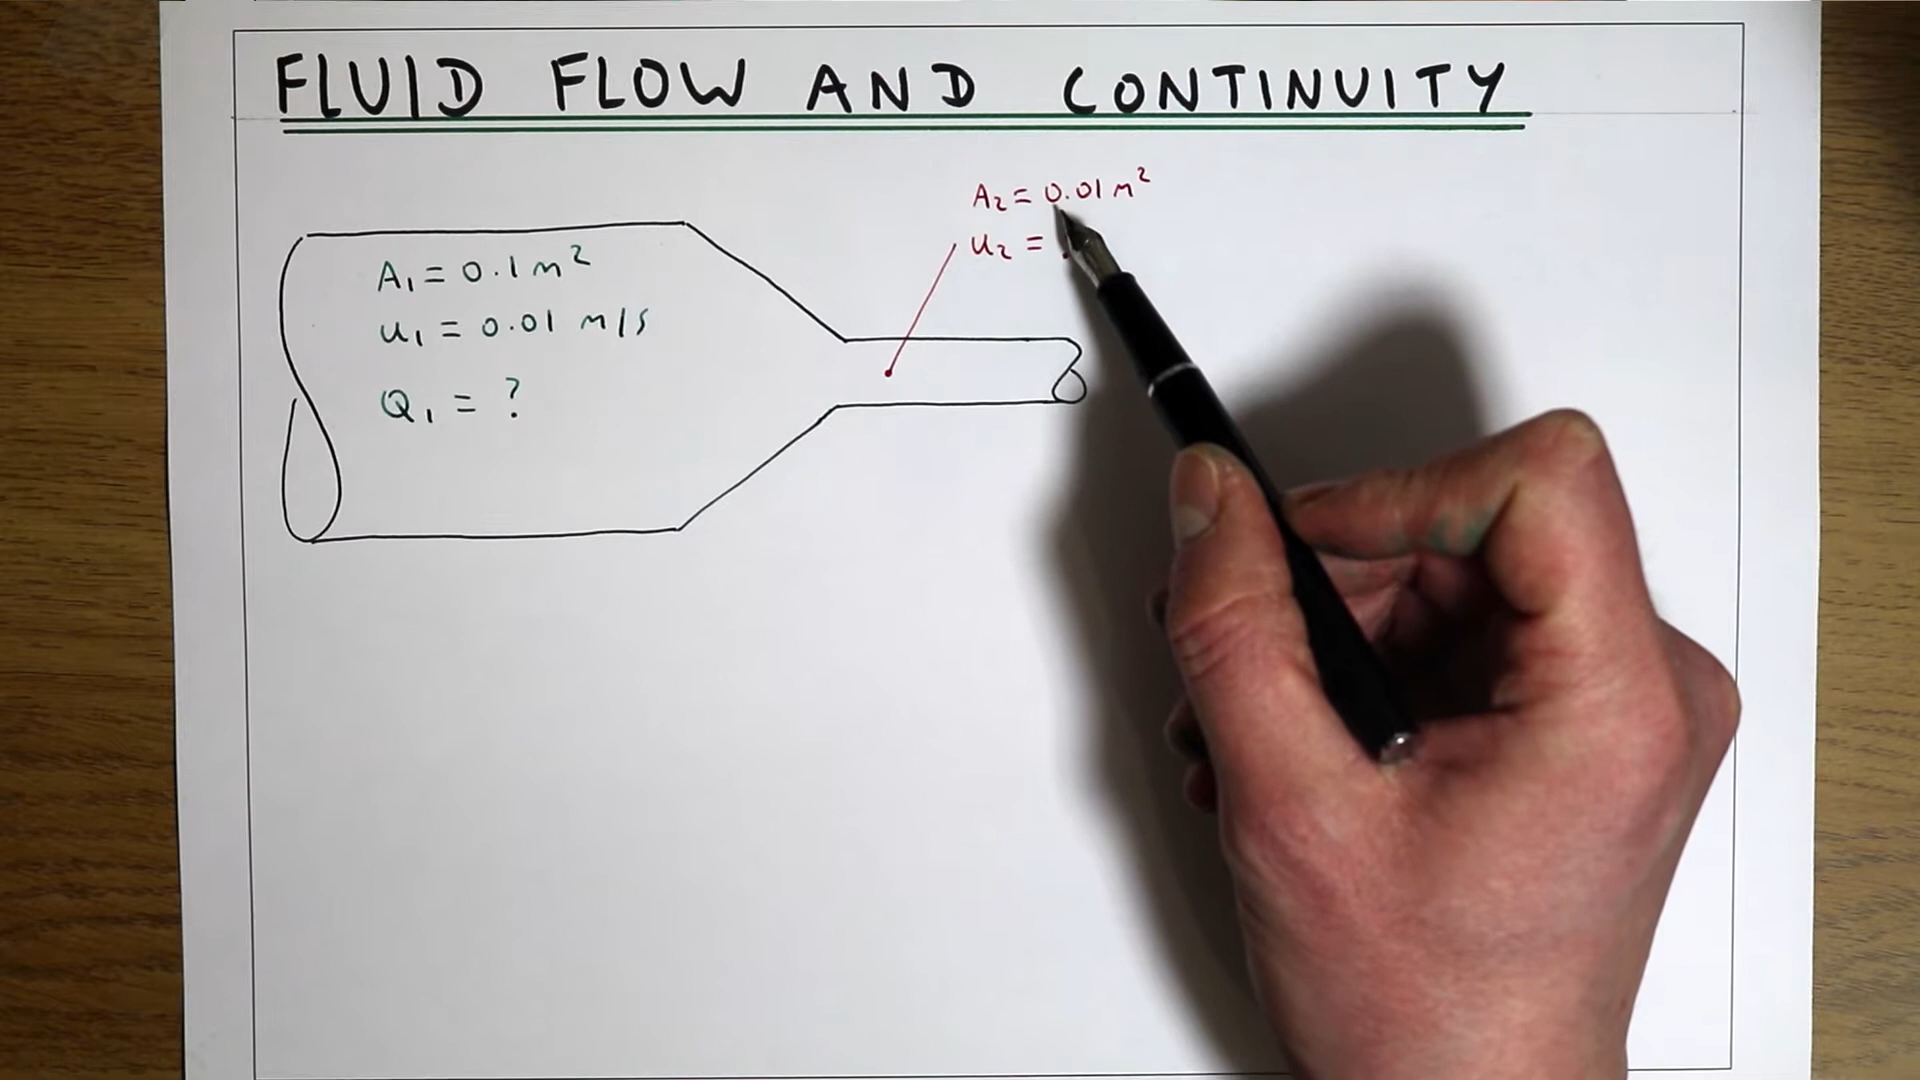 FLUID FLOW AND CONTINUITY
A₂ = 0.01 m²
u₂ =
A₁ = 0.1 m²
u₁ = 0.01 m/s
Q₁ = ?